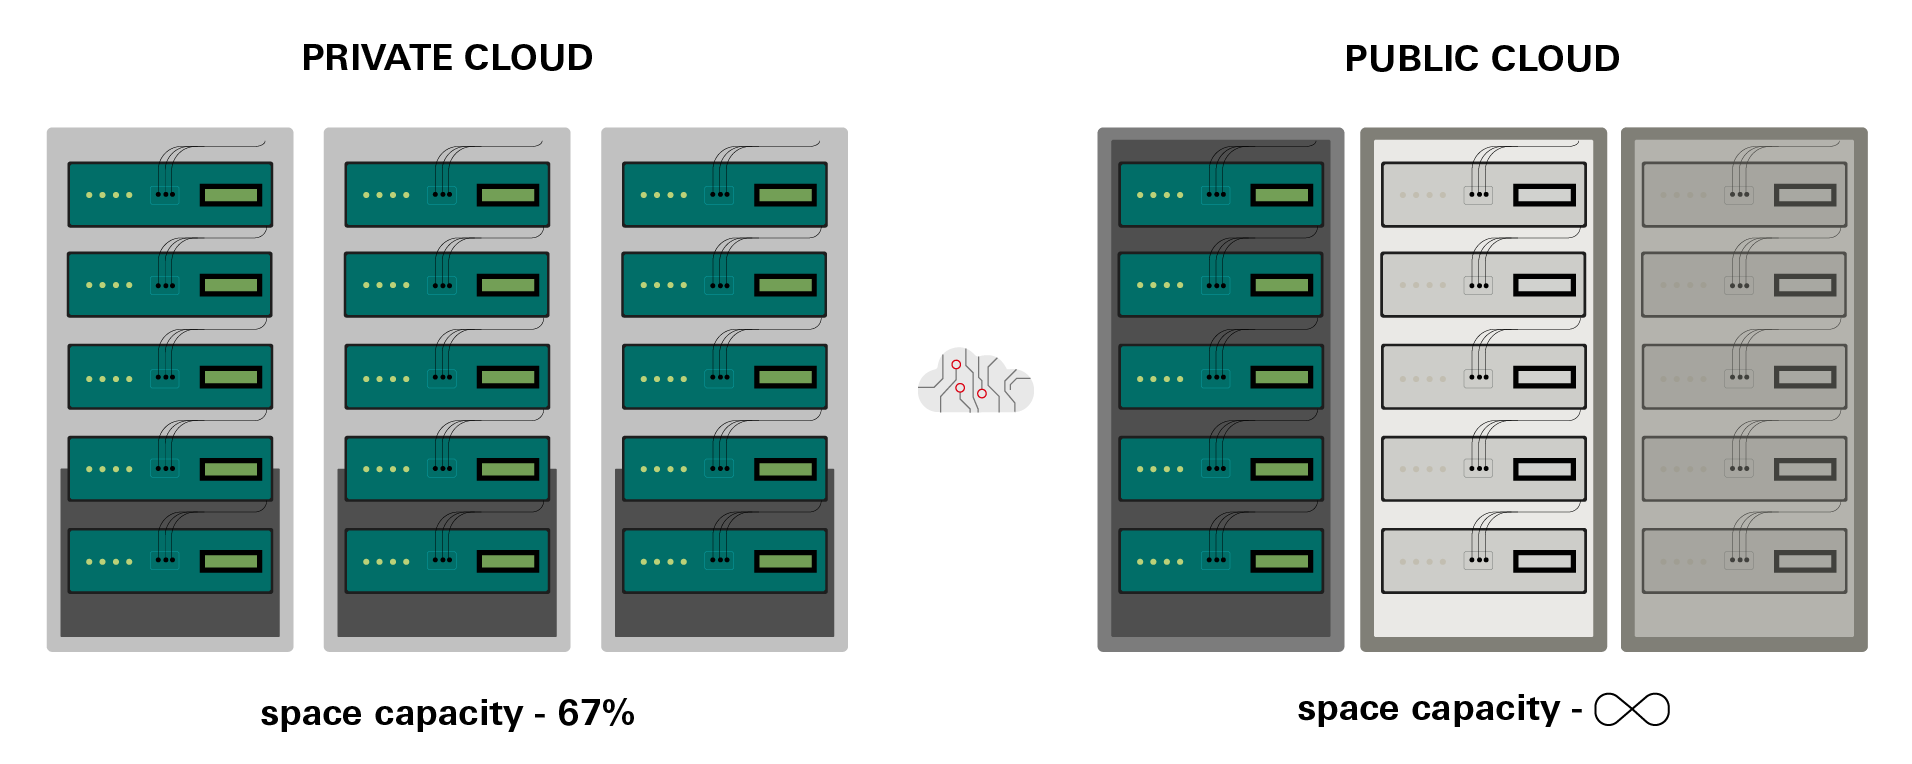 PRIVATE CLOUD
PUBLIC CLOUD
space capacity - 67%
space capacity - ∞